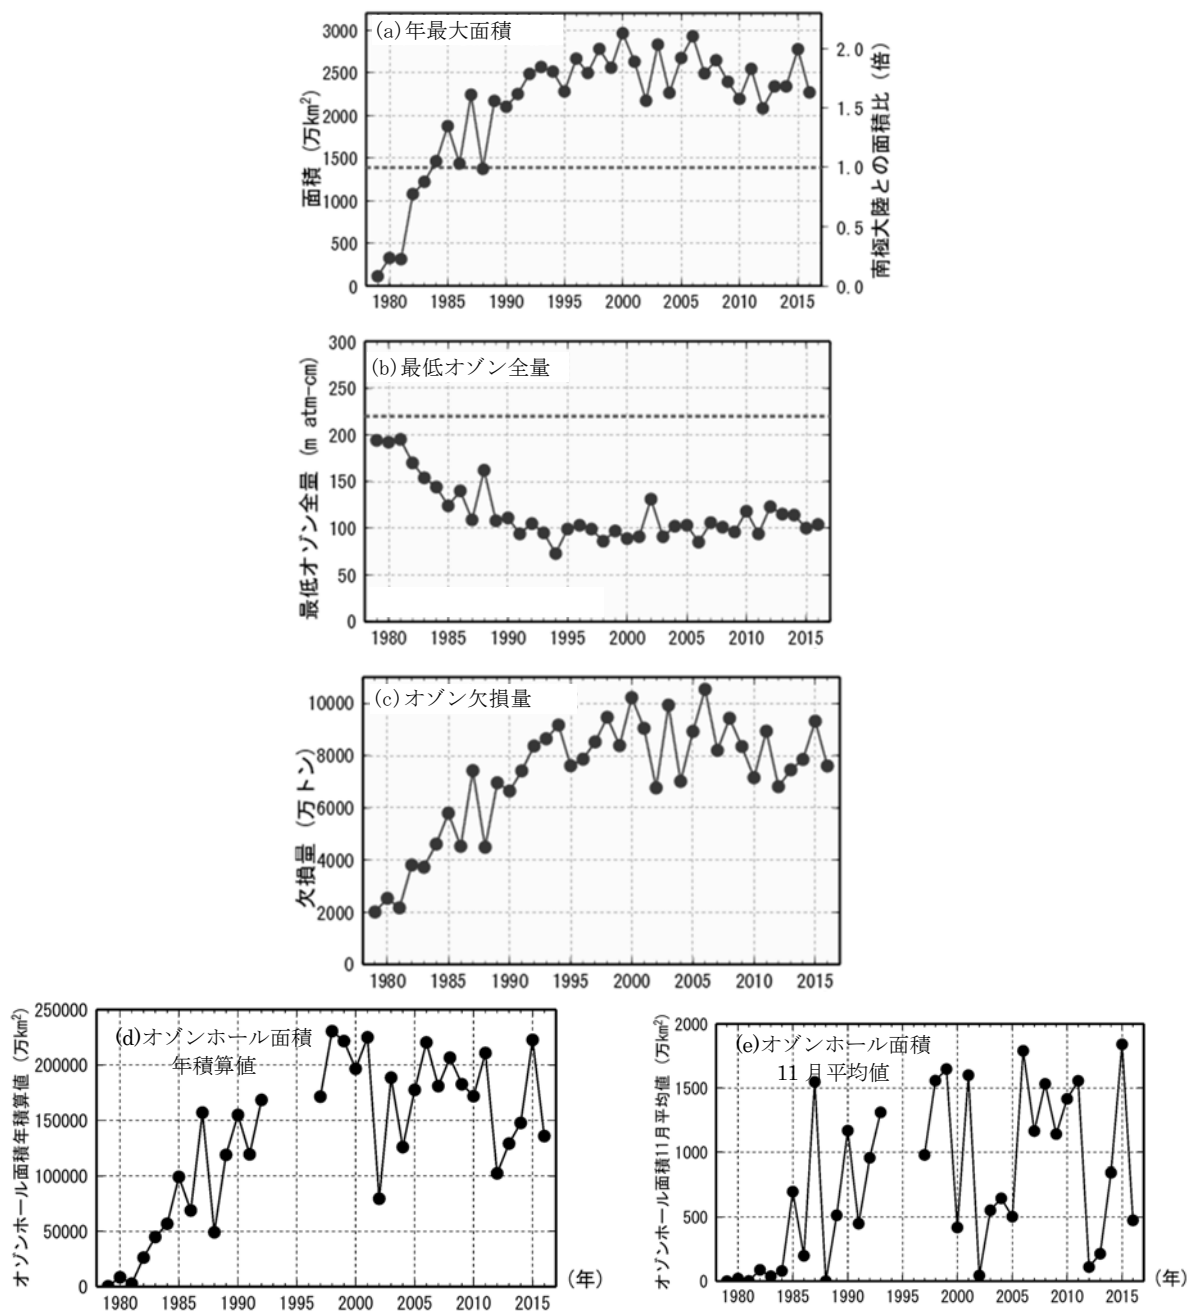 (a) 年最大面積
面積 (万km²)
3000
2500
2000
1500
1000
500
0
2.0
1.5
1.0
0.5
0.0
南極大陸との面積比 (倍)
1980 1985 1990 1995 2000 2005 2010 2015
(b) 最低オゾン全量
最低オゾン全量 (m atm-cm)
300
250
200
150
100
50
0
1980 1985 1990 1995 2000 2005 2010 2015
(c) オゾン欠損量
欠損量 (万トン)
10000
8000
6000
4000
2000
0
1980 1985 1990 1995 2000 2005 2010 2015
(d)オゾンホール面積
年積算値
オゾンホール面積年積算値 (万km²)
250000
200000
150000
100000
50000
0
1980 1985 1990 1995 2000 2005 2010 2015
(年)
(e)オゾンホール面積
11 月平均値
オゾンホール面積11月平均値 (万km²)
2000
1500
1000
500
0
1980 1985 1990 1995 2000 2005 2010 2015
(年)